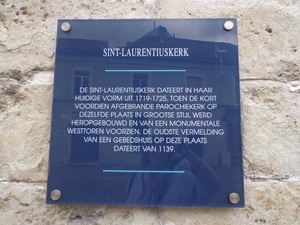 SINT-LAURENTIUSKERK
DE SINT-LAURENTIUSKERK DATEERT IN HAAR
HUIDIGE VORM UIT 1719-1725, TOEN DE KORT
VOORDIEN AFGEBRANDE PAROCHIEKERK OP
DEZELFDE PLAATS IN GROOTSE STIJL WERD
HEROPGEBOUWD EN VAN EEN MONUMENTALE
WESTTOREN VOORZIEN. DE OUDSTE VERMELDING
VAN EEN GEBEDSHUIS OP DEZE PLAATS
DATEERT VAN 1139.